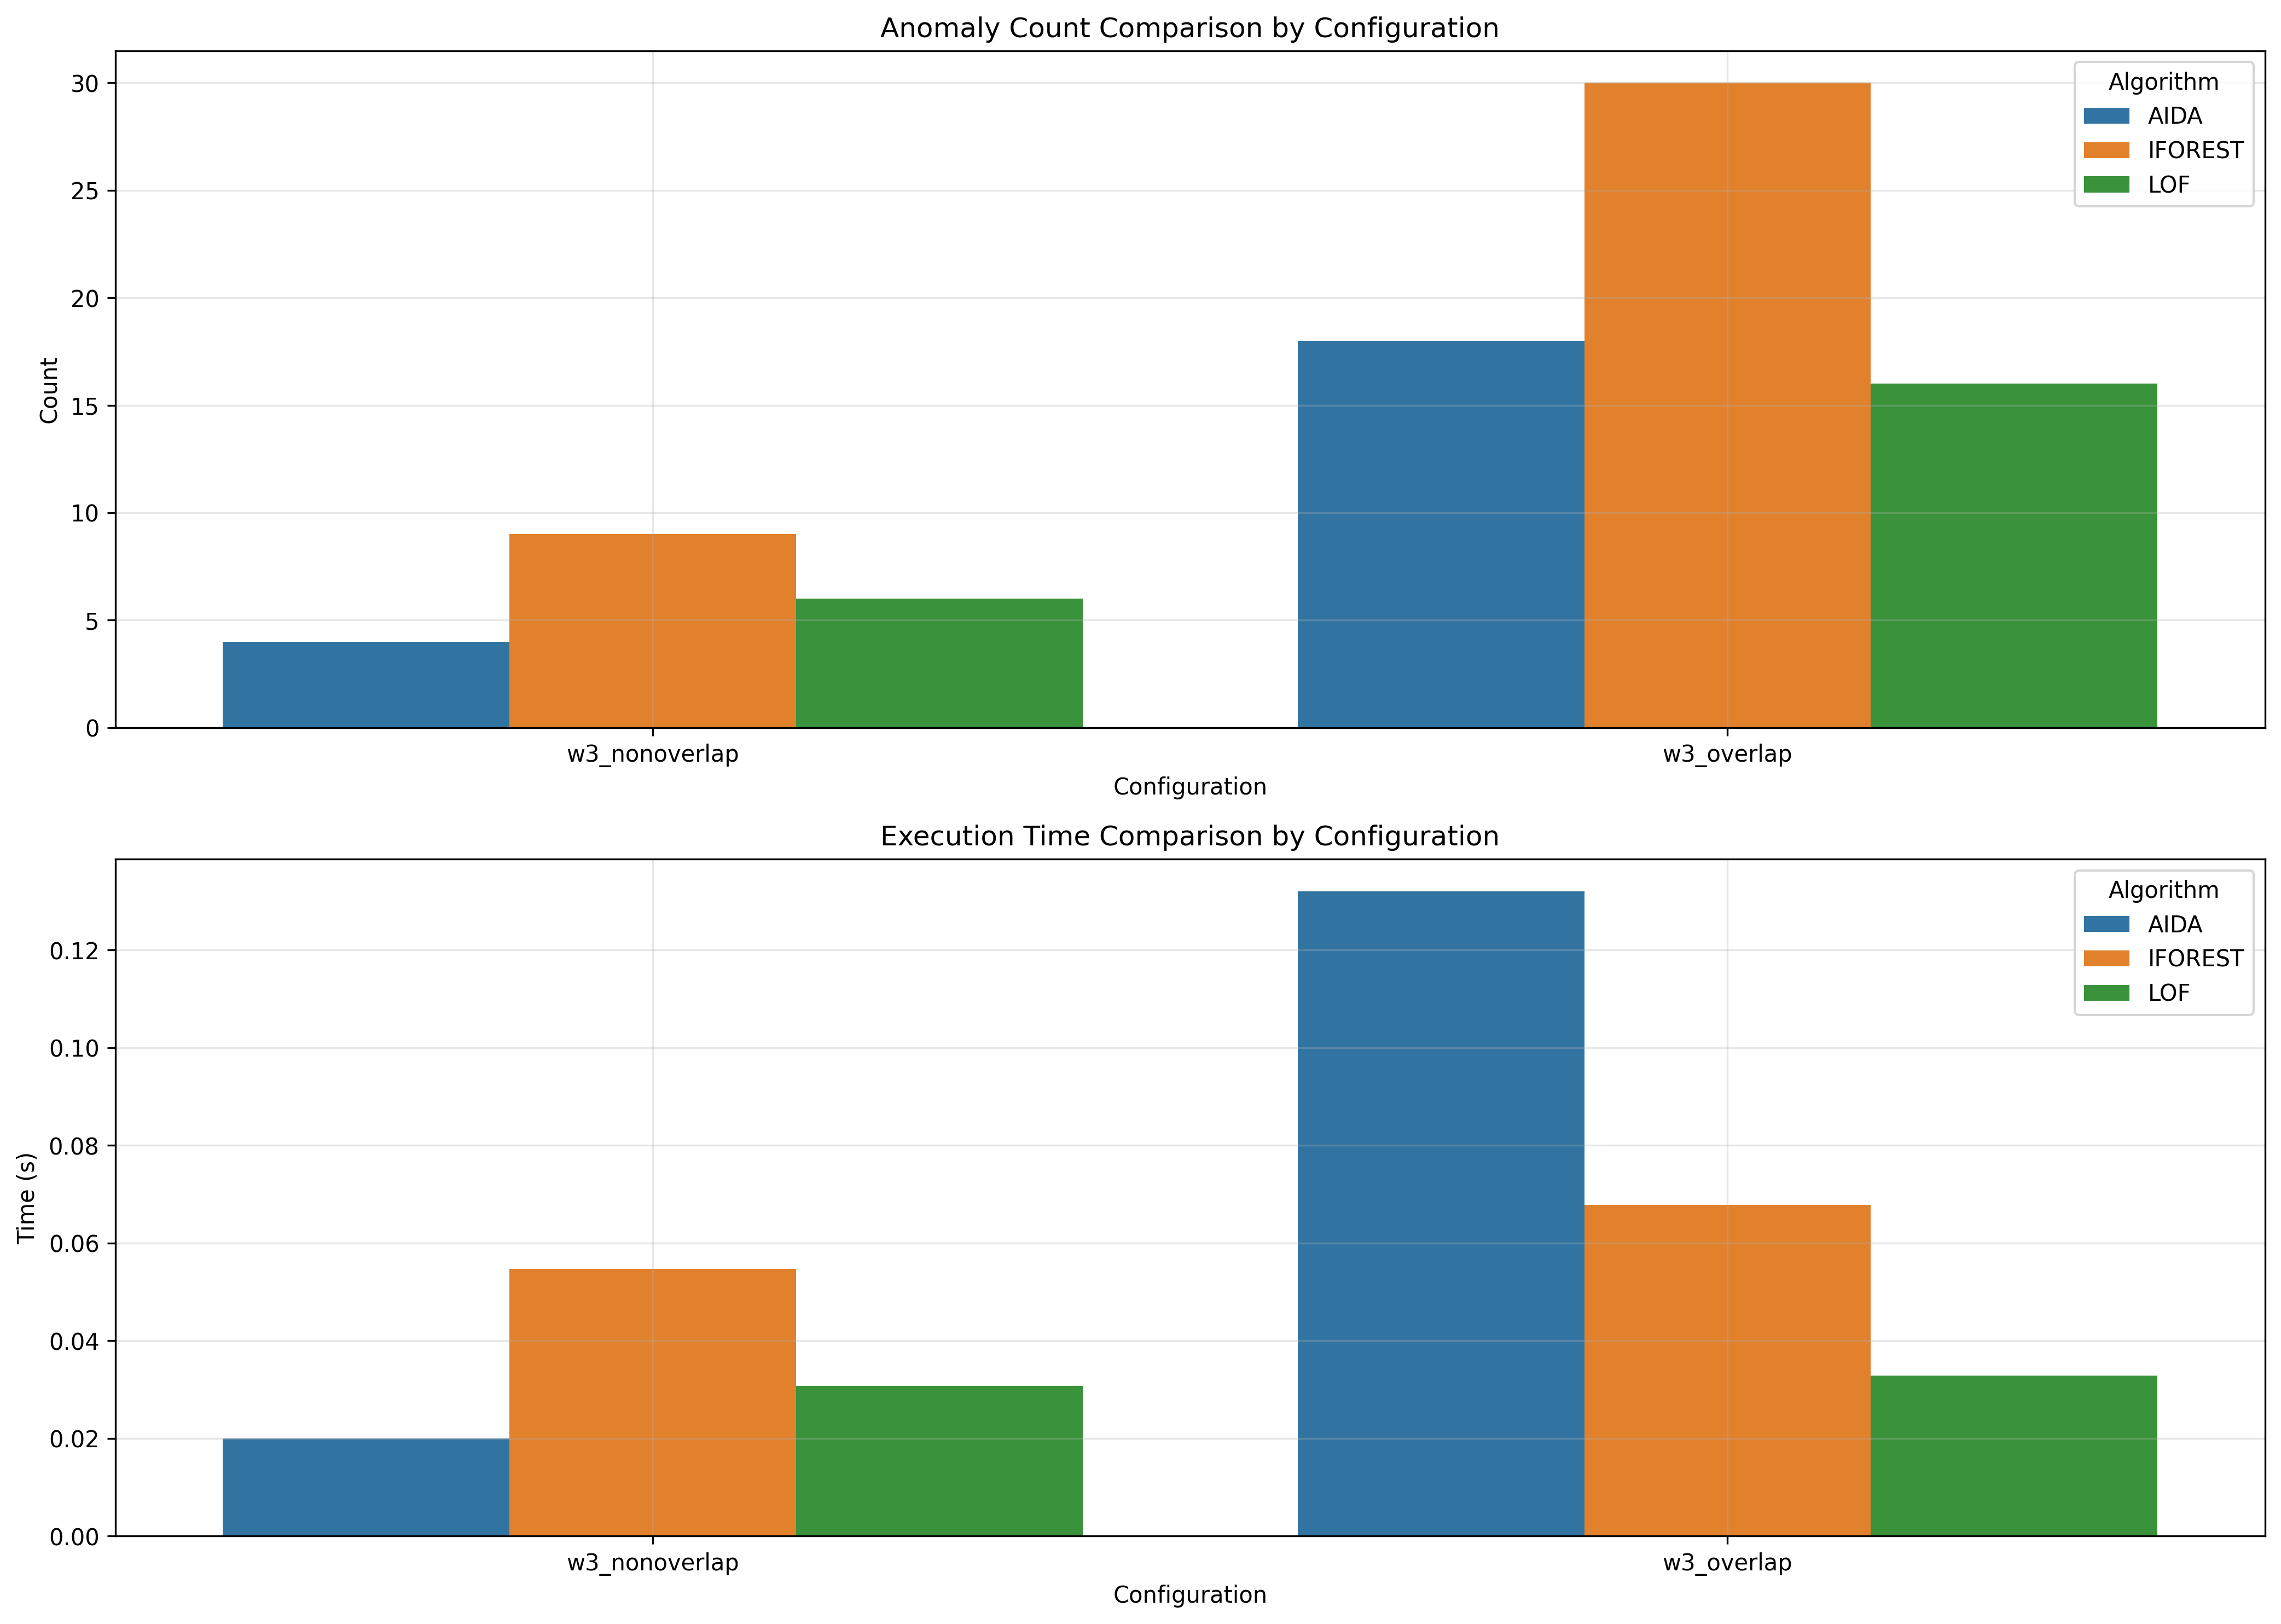 Anomaly Count Comparison by Configuration
30
25
20
15
10
5
0
Count
Algorithm
AIDA
IFOREST
LOF
w3_nonoverlap
w3_overlap
Configuration
Execution Time Comparison by Configuration
0.12
0.10
0.08
0.06
0.04
0.02
0.00
Time (s)
Algorithm
AIDA
IFOREST
LOF
w3_nonoverlap
w3_overlap
Configuration